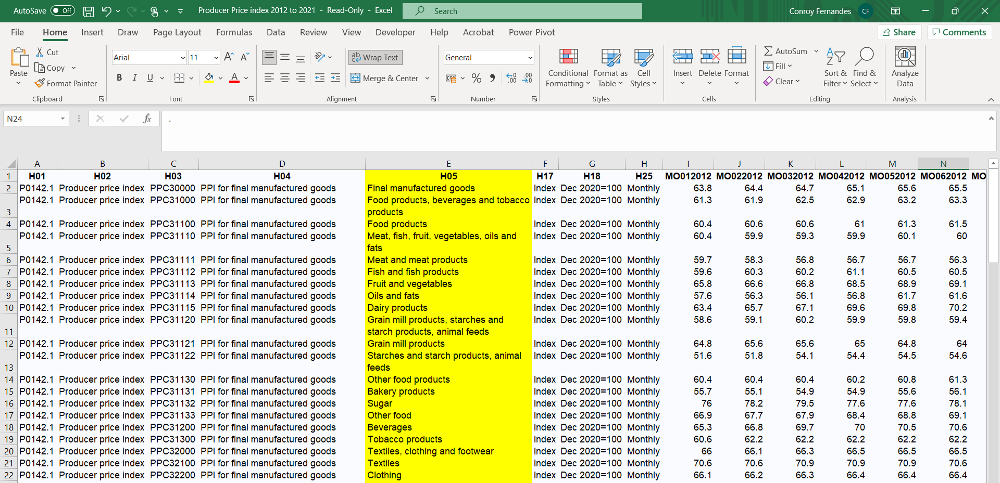 AutoSave Off Producer Price index 2012 to 2021 - Read-Only - Excel Search Conroy Fernandes CF
File Home Insert Draw Page Layout Formulas Data Review View Developer Help Acrobat Power Pivot Share Comments
Paste Cut Copy Format Painter Clipboard
Arial 11 B I U A Font
Wrap Text Merge & Center Alignment
General % Number
Conditional Formatting Format as Table Cell Styles Styles
Insert Delete Format Cells
AutoSum Fill Clear Sort & Filter Find & Select Editing
Analyze Data Analysis
N24 fx .
A B C D E F G H I J K L M N
1 H01 H02 H03 H04 H05 H17 H18 H25 MO012012 MO022012 MO032012 MO042012 MO052012 MO062012 MO
2 P0142.1 Producer price index PPC30000 PPI for final manufactured goods Final manufactured goods Index Dec 2020=100 Monthly 63.8 64.4 64.7 65.1 65.6 65.5
3 P0142.1 Producer price index PPC31000 PPI for final manufactured goods Food products, beverages and tobacco products Index Dec 2020=100 Monthly 61.3 61.9 62.5 62.9 63.2 63.3
4 P0142.1 Producer price index PPC31100 PPI for final manufactured goods Food products Index Dec 2020=100 Monthly 60.4 60.6 60.6 61 61.3 61.5
5 P0142.1 Producer price index PPC31110 PPI for final manufactured goods Meat, fish, fruit, vegetables, oils and fats Index Dec 2020=100 Monthly 60.4 59.9 59.3 59.9 60.1 60
6 P0142.1 Producer price index PPC31111 PPI for final manufactured goods Meat and meat products Index Dec 2020=100 Monthly 59.7 58.3 56.8 56.7 56.7 56.3
7 P0142.1 Producer price index PPC31112 PPI for final manufactured goods Fish and fish products Index Dec 2020=100 Monthly 59.6 60.3 60.2 61.1 60.5 60.5
8 P0142.1 Producer price index PPC31113 PPI for final manufactured goods Fruit and vegetables Index Dec 2020=100 Monthly 65.8 66.6 66.8 68.5 68.9 69.1
9 P0142.1 Producer price index PPC31114 PPI for final manufactured goods Oils and fats Index Dec 2020=100 Monthly 57.6 56.3 56.1 56.8 61.7 61.6
10 P0142.1 Producer price index PPC31115 PPI for final manufactured goods Dairy products Index Dec 2020=100 Monthly 63.4 65.7 67.1 69.6 69.8 70.2
11 P0142.1 Producer price index PPC31120 PPI for final manufactured goods Grain mill products, starches and starch products, animal feeds Index Dec 2020=100 Monthly 58.6 59.1 60.2 59.9 59.8 59.4
12 P0142.1 Producer price index PPC31121 PPI for final manufactured goods Grain mill products Index Dec 2020=100 Monthly 64.8 65.6 65.6 65 64.8 64
13 P0142.1 Producer price index PPC31122 PPI for final manufactured goods Starches and starch products, animal feeds Index Dec 2020=100 Monthly 51.6 51.8 54.1 54.4 54.5 54.6
14 P0142.1 Producer price index PPC31130 PPI for final manufactured goods Other food products Index Dec 2020=100 Monthly 60.4 60.4 60.4 60.2 60.8 61.3
15 P0142.1 Producer price index PPC31131 PPI for final manufactured goods Bakery products Index Dec 2020=100 Monthly 55.7 55.1 54.9 54.9 55.6 56.1
16 P0142.1 Producer price index PPC31132 PPI for final manufactured goods Sugar Index Dec 2020=100 Monthly 76 78.2 79.5 77.6 77.6 78.1
17 P0142.1 Producer price index PPC31133 PPI for final manufactured goods Other food Index Dec 2020=100 Monthly 66.9 67.7 67.9 68.4 68.8 69.1
18 P0142.1 Producer price index PPC31200 PPI for final manufactured goods Beverages Index Dec 2020=100 Monthly 65.3 66.8 69.7 70 70.5 70.6
19 P0142.1 Producer price index PPC31300 PPI for final manufactured goods Tobacco products Index Dec 2020=100 Monthly 60.6 62.2 62.2 62.2 62.2 62.2
20 P0142.1 Producer price index PPC32000 PPI for final manufactured goods Textiles, clothing and footwear Index Dec 2020=100 Monthly 66 66.1 66.3 66.5 66.5 66.5
21 P0142.1 Producer price index PPC32100 PPI for final manufactured goods Textiles Index Dec 2020=100 Monthly 70.6 70.6 70.9 70.9 70.9 70.6
22 P0142.1 Producer price index PPC32200 PPI for final manufactured goods Clothing Index Dec 2020=100 Monthly 66.1 66.2 66.3 66.4 66.4 66.4